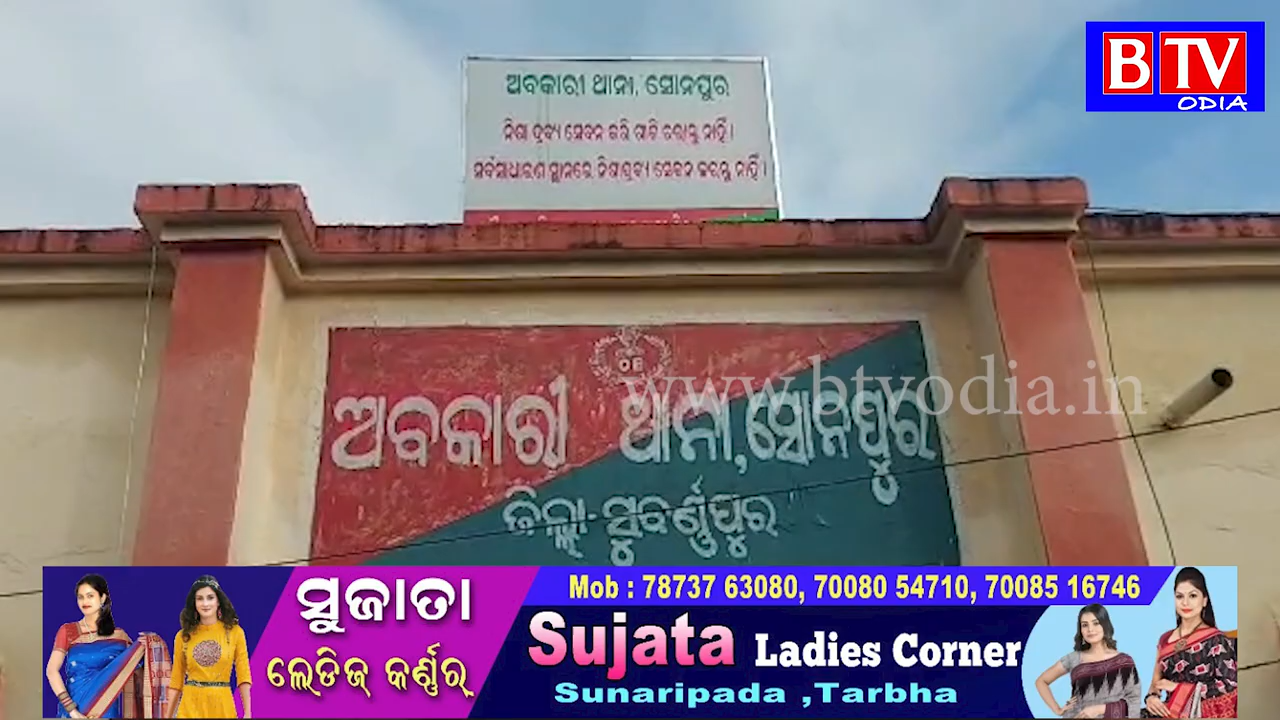 BTV
ODIA
ଅବକାରୀ ଥାନା, ସୋନପୁର
ନିଶା ଦ୍ରବ୍ୟ ସେବନ କରି ଗାଡି ଚଲାନ୍ତୁ ନାହିଁ ।
ସର୍ବସାଧାରଣ ସ୍ଥାନରେ ନିଶାଦ୍ରବ୍ୟ ସେବନ କରନ୍ତୁ ନାହିଁ ।
OE
www.btvodia.in
ଅବକାରୀ ଥାନା,ସୋନପୁର
ଜିଲ୍ଲା-ସୁବର୍ଣ୍ଣପୁର
Mob : 78737 63080, 70080 54710, 70085 16746
ସୁଜାତା
ଲେଡିଜ୍ କର୍ଣ୍ଣର୍
Sujata Ladies Corner
Sunaripada ,Tarbha